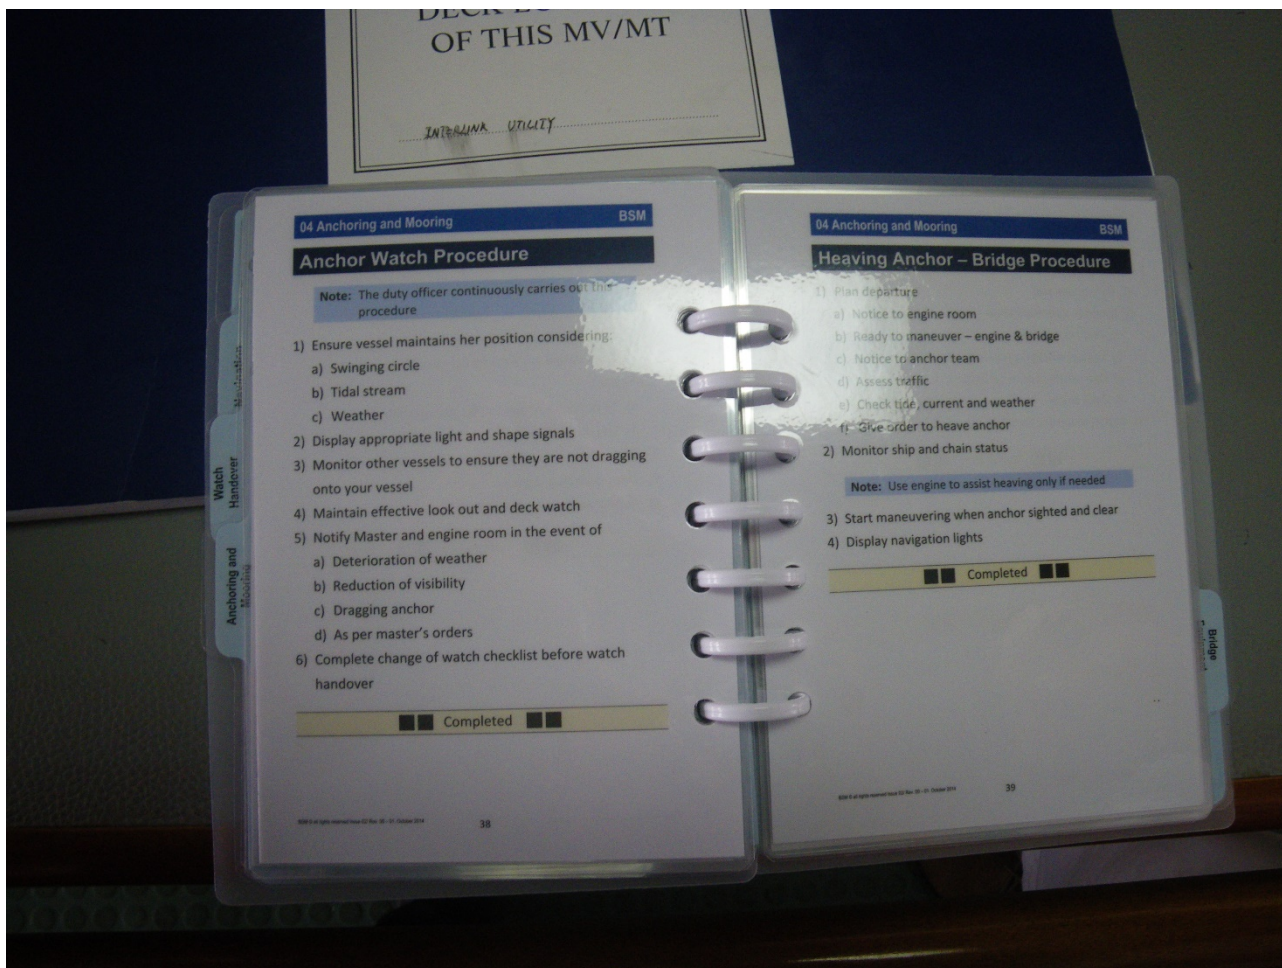 DECK
OF THIS MV/MT
INTERLINK UTILITY
04 Anchoring and Mooring BSM
Anchor Watch Procedure
Note: The duty officer continuously carries out this
procedure
1) Ensure vessel maintains her position considering:
a) Swinging circle
b) Tidal stream
c) Weather
2) Display appropriate light and shape signals
3) Monitor other vessels to ensure they are not dragging
onto your vessel
4) Maintain effective look out and deck watch
5) Notify Master and engine room in the event of
a) Deterioration of weather
b) Reduction of visibility
c) Dragging anchor
d) As per master's orders
6) Complete change of watch checklist before watch
handover
Completed
38
04 Anchoring and Mooring BSM
Heaving Anchor – Bridge Procedure
1) Plan departure
a) Notice to engine room
b) Ready to maneuver – engine & bridge
c) Notice to anchor team
d) Assess traffic
e) Check tide, current and weather
f) Give order to heave anchor
2) Monitor ship and chain status
Note: Use engine to assist heaving only if needed
3) Start maneuvering when anchor sighted and clear
4) Display navigation lights
Completed
39
Navigation
Watch
Handover
Anchoring and
Mooring
Bridge